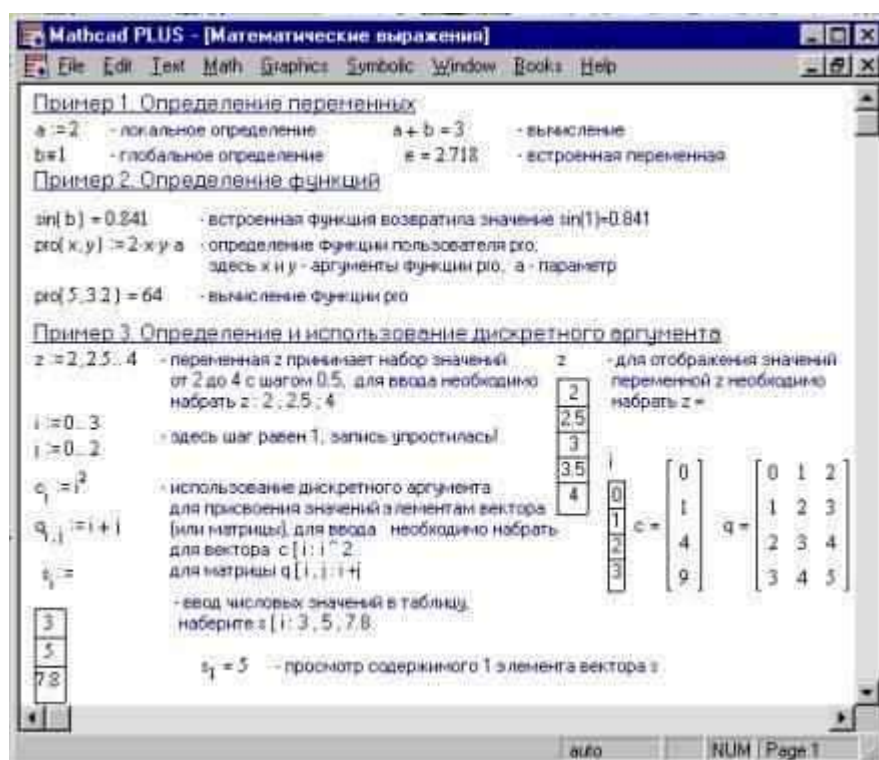 Mathcad PLUS - [Математические выражения]
File Edit Text Math Graphics Symbolic Window Books Help
Пример 1. Определение переменных
a := 2 - локальное определение a + b = 3 - вычисление
b≡1 - глобальное определение e = 2.718 - встроенная переменная
Пример 2. Определение функций
sin( b ) = 0.841 - встроенная функция возвратила значение sin(1)=0.841
pro( x, y ) := 2·x·y·a - определение функции пользователя pro,
здесь x и y - аргументы функции pro, a - параметр
pro( 5, 3.2 ) = 64 - вычисление функции pro
Пример 3. Определение и использование дискретного аргумента
z := 2, 2.5.. 4 - переменная z принимает набор значений
от 2 до 4 с шагом 0.5, для ввода необходимо
набрать z : 2 , 2.5 ; 4
z
2
2.5
3
3.5
4
- для отображения значений
переменной z необходимо
набрать z =
i := 0.. 3
j := 0.. 2
- здесь шаг равен 1, запись упростилась!
c i := i 2
q i, j := i + j
- использование дискретного аргумента
для присвоения значений элементам вектора
(или матрицы), для ввода необходимо набрать
для вектора c [ i : i ^ 2
для матрицы q [ i , j : i + j
i
0
1
2
3
c =
0
1
4
9
q =
0 1 2
1 2 3
2 3 4
3 4 5
s i :=
3
5
7.8
- ввод числовых значений в таблицу,
наберите s [ i : 3 , 5 , 7.8
s 1 = 5 - просмотр содержимого 1 элемента вектора s
auto NUM Page 1